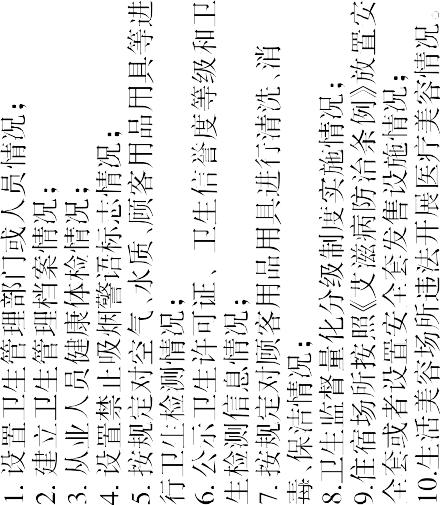 1. 设置卫生管理部门或人员情况；
2. 建立卫生管理档案情况；
3. 从业人员健康体检情况；
4. 设置禁止吸烟警语标志情况；
5. 按规定对空气、水质、顾客用品用具等进
行卫生检测情况；
6. 公示卫生许可证、卫生信誉度等级和卫
生检测信息情况；
7. 按规定对顾客用品用具进行清洗、消
毒、保洁情况；
8. 卫生监督量化分级制度实施情况；
9. 住宿场所按照《艾滋病防治条例》放置安
全套或者设置安全套发售设施情况；
10. 生活美容场所违法开展医疗美容情况。